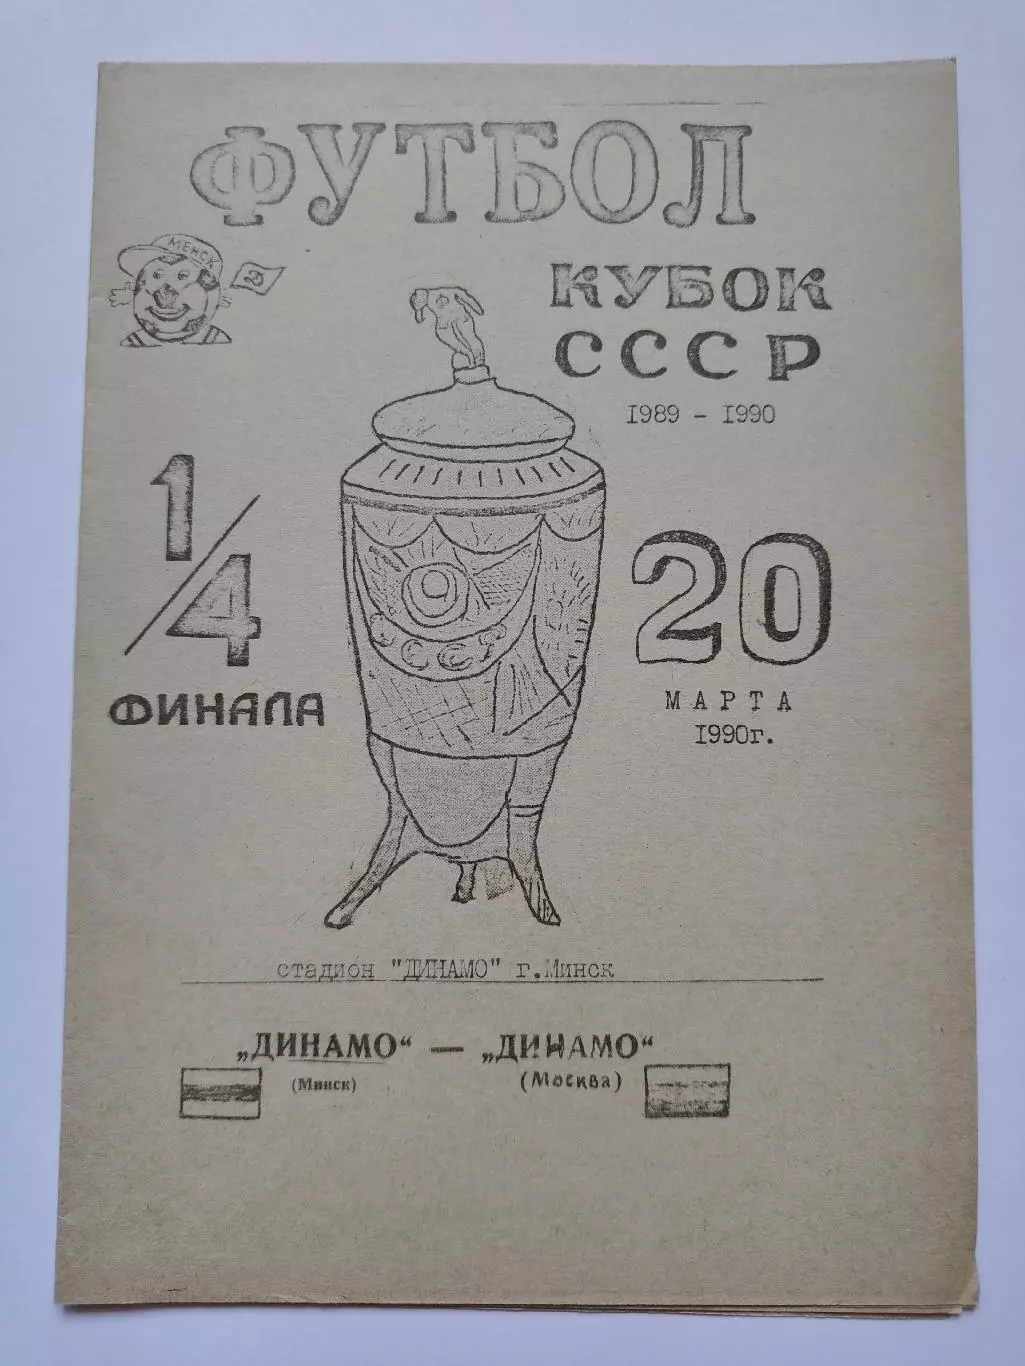 ФУТБОЛ
МЕНСК
КУБОК
СССР
1989 - 1990
1/4
ФИНАЛА
СССР
20
МАРТА
1990г.
стадион "ДИНАМО" г.Минск
„ДИНАМО“ — „ДИНАМО“
(Минск) (Москва)